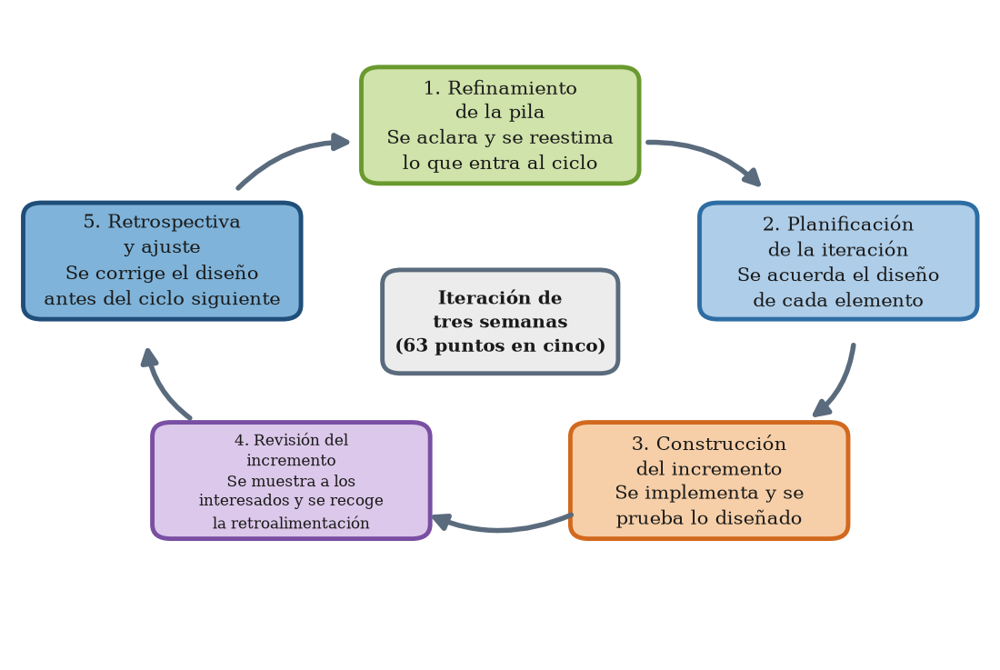 1. Refinamiento
de la pila
Se aclara y se reestima
lo que entra al ciclo
2. Planificación
de la iteración
Se acuerda el diseño
de cada elemento
3. Construcción
del incremento
Se implementa y se
prueba lo diseñado
4. Revisión del
incremento
Se muestra a los
interesados y se recoge
la retroalimentación
5. Retrospectiva
y ajuste
Se corrige el diseño
antes del ciclo siguiente
Iteración de
tres semanas
(63 puntos en cinco)